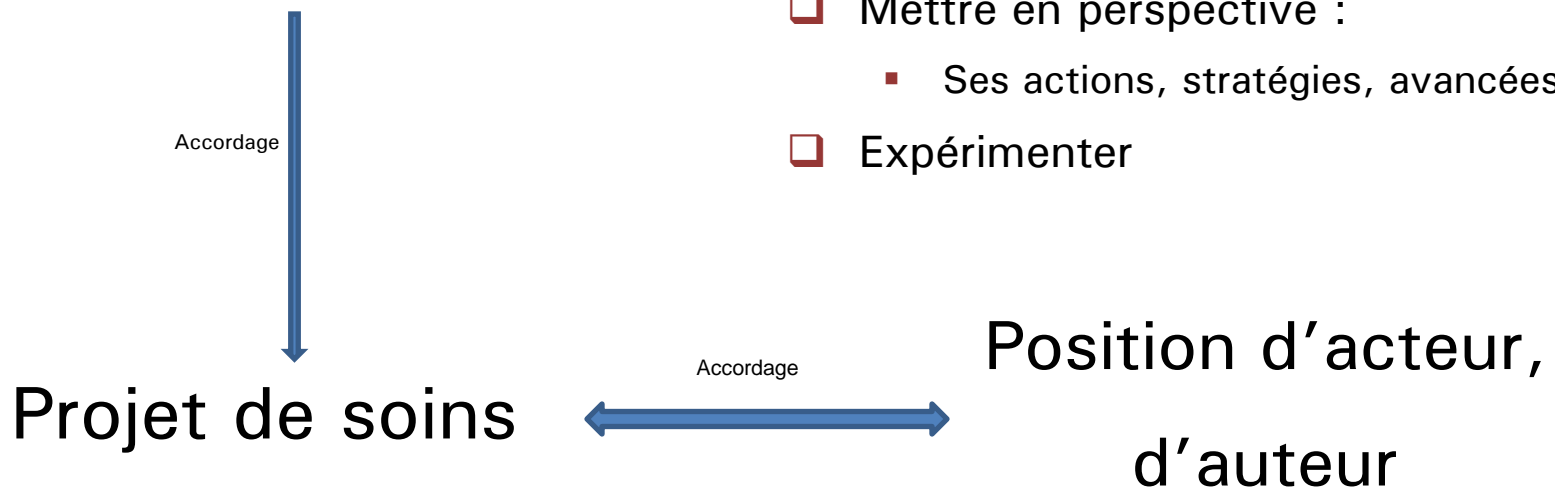 Mettre en perspective :
Ses actions, stratégies, avancées
Expérimenter
Accordage
Projet de soins
Accordage
Position d’acteur,
d’auteur